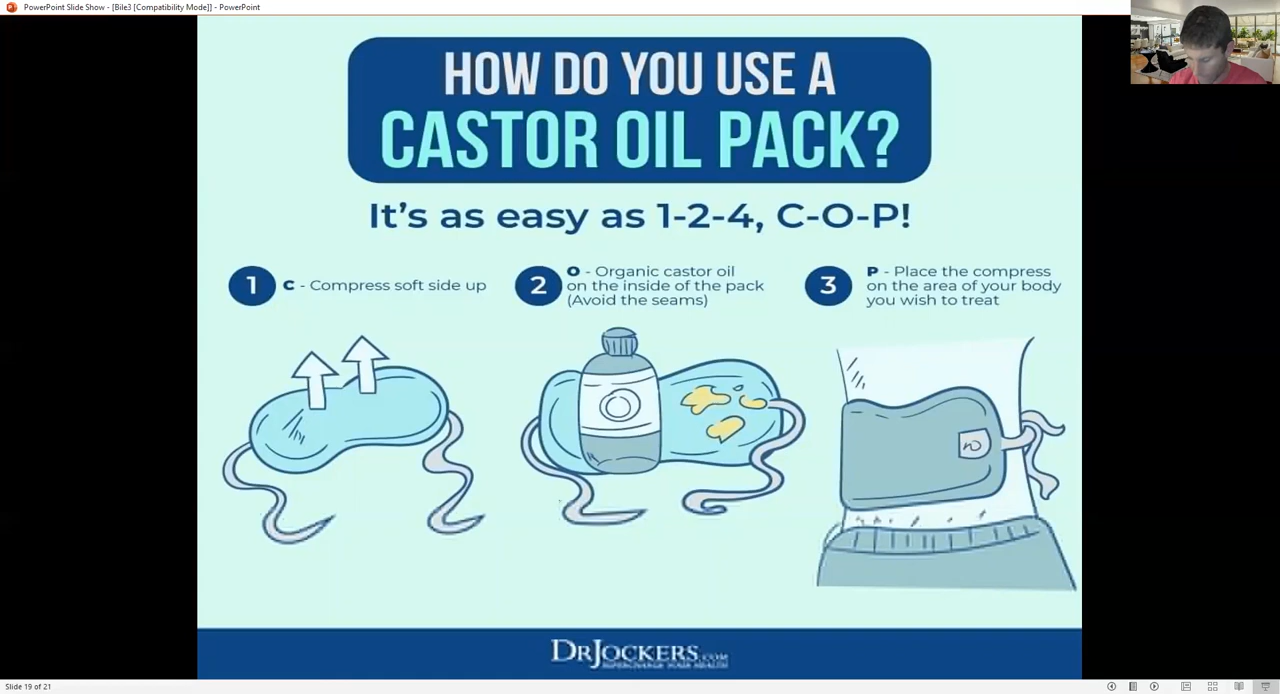 PowerPoint Slide Show - [Bile3 [Compatibility Mode]] - PowerPoint
HOW DO YOU USE A
CASTOR OIL PACK?
It's as easy as 1-2-4, C-O-P!
1
C - Compress soft side up
2
O - Organic castor oil
on the inside of the pack
(Avoid the seams)
3
P - Place the compress
on the area of your body
you wish to treat
DRJOCKERS.COM
SUPERCHARGE YOUR HEALTH
Slide 19 of 21